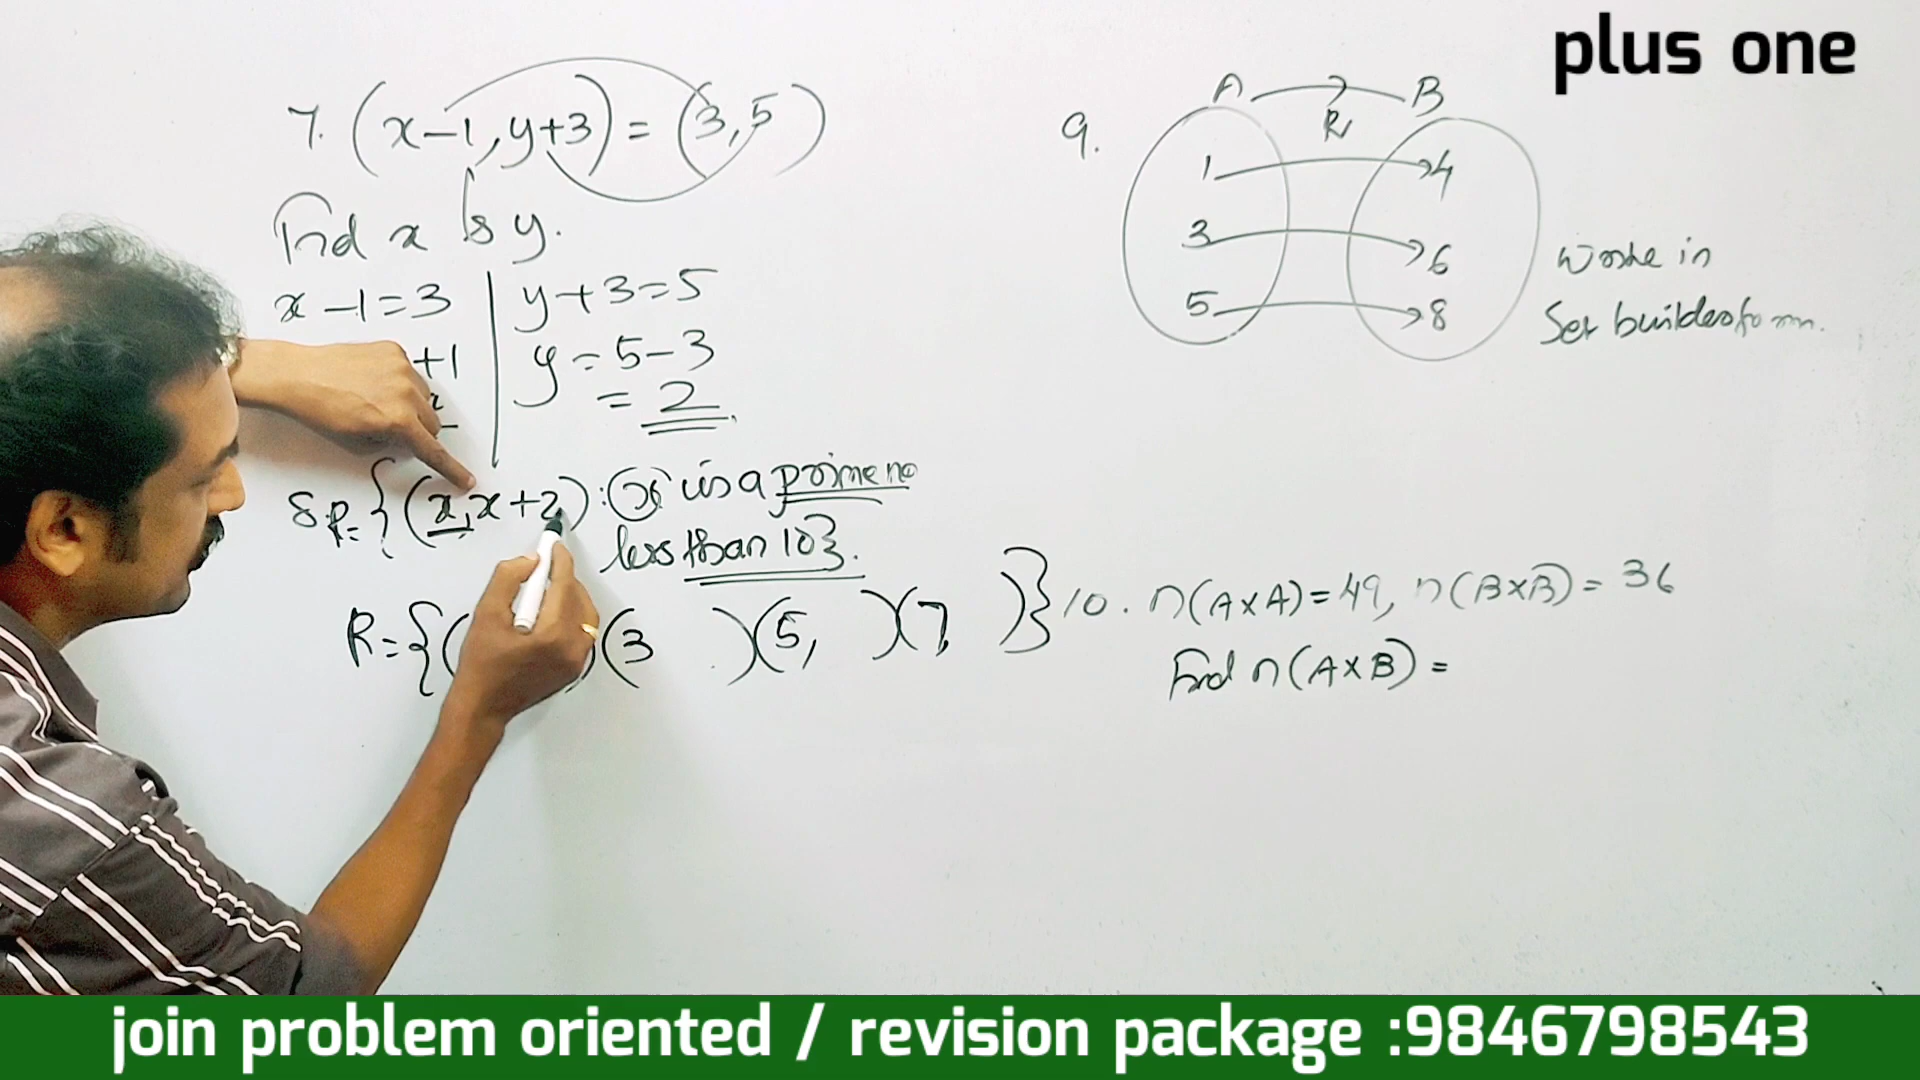 plus one
7. (x-1, y+3) = (3, 5)
Find x & y.
x-1=3
+1
y+3=5
y = 5-3
= 2
8. R= {(x, x+2) : x is a prime no
less than 10}.
R= {( )(3 )(5, )(7, )}
9.
A B
R
1 4
3 6
5 8
Write in
Set builder form.
10. n(A×A) = 49, n(B×B) = 36
Find n(A×B) =
join problem oriented / revision package :9846798543